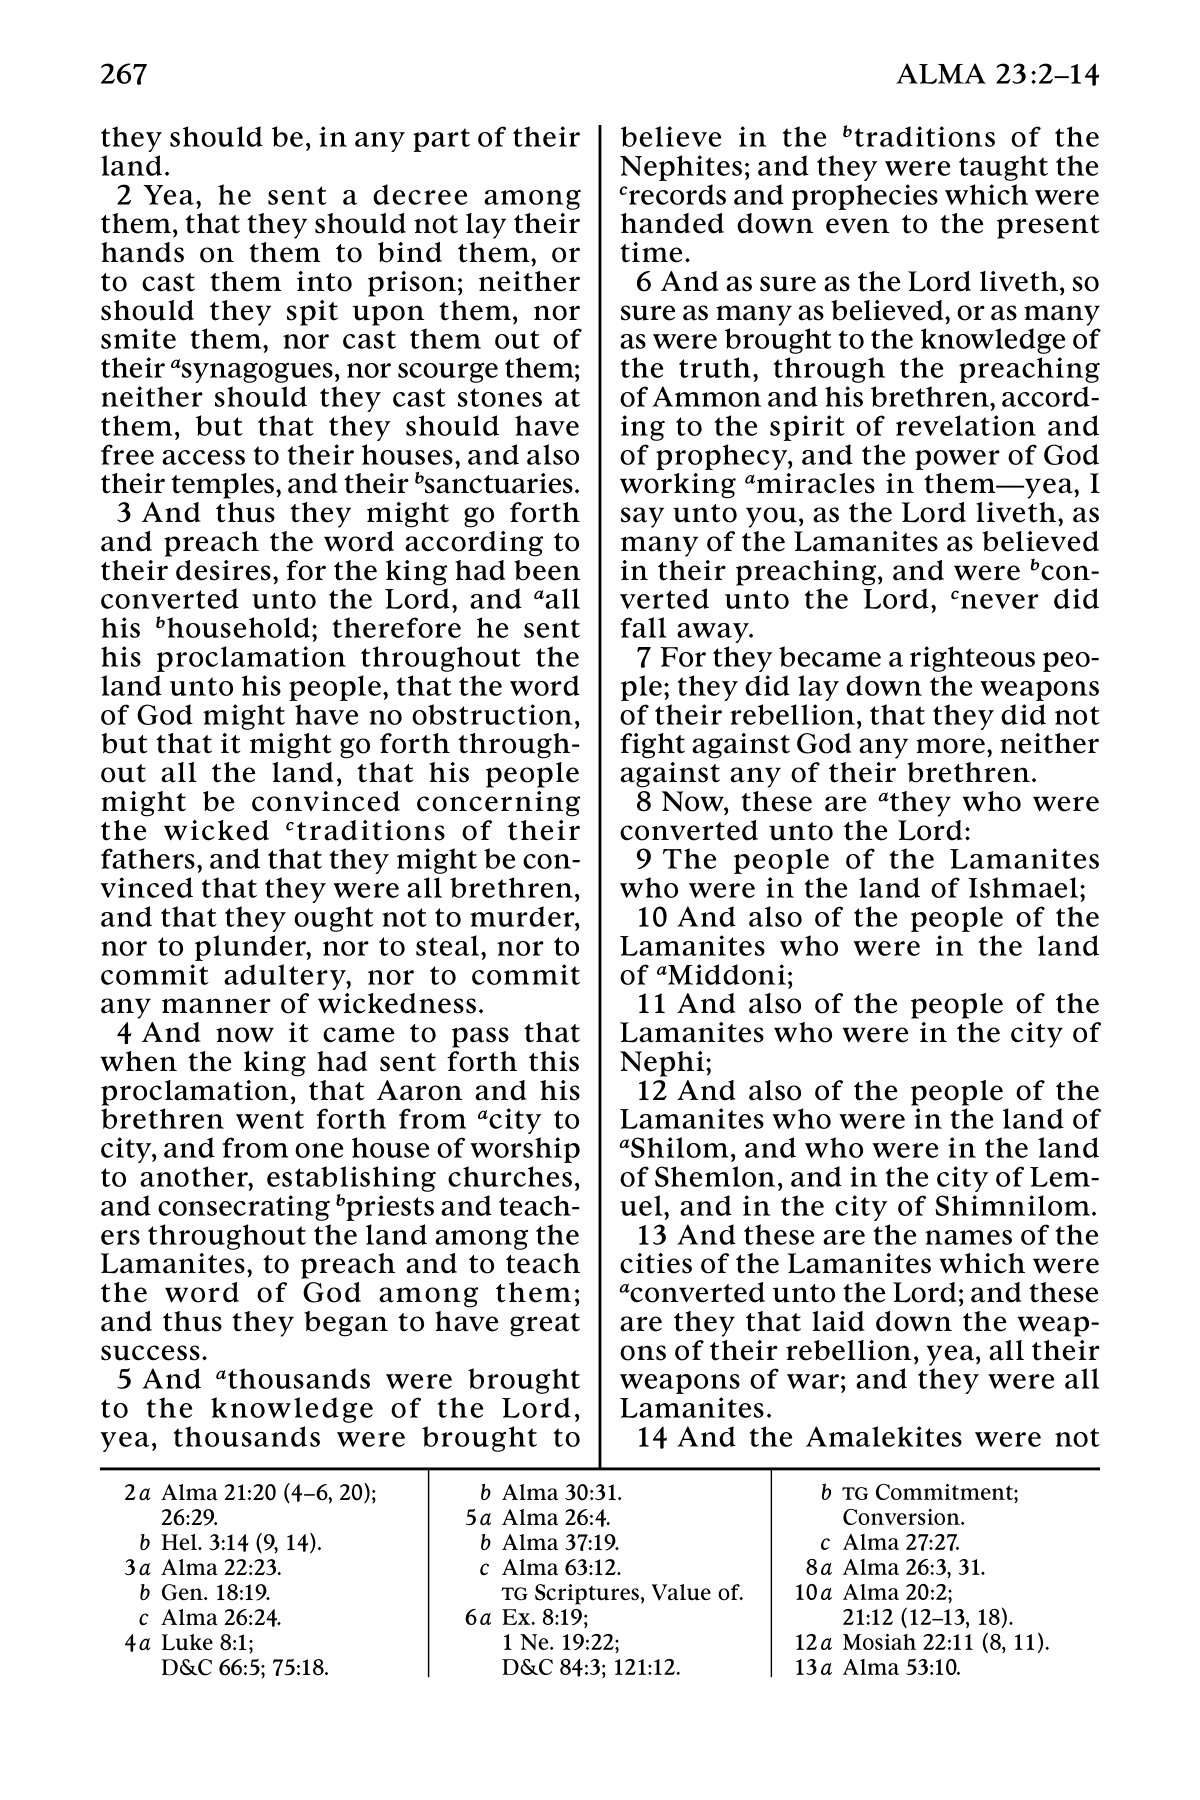 267
ALMA 23:2–14
they should be, in any part of their
land.
2 Yea, he sent a decree among
them, that they should not lay their
hands on them to bind them, or
to cast them into prison; neither
should they spit upon them, nor
smite them, nor cast them out of
their ᵃsynagogues, nor scourge them;
neither should they cast stones at
them, but that they should have
free access to their houses, and also
their temples, and their ᵇsanctuaries.
3 And thus they might go forth
and preach the word according to
their desires, for the king had been
converted unto the Lord, and ᵃall
his ᵇhousehold; therefore he sent
his proclamation throughout the
land unto his people, that the word
of God might have no obstruction,
but that it might go forth through-
out all the land, that his people
might be convinced concerning
the wicked ᶜtraditions of their
fathers, and that they might be con-
vinced that they were all brethren,
and that they ought not to murder,
nor to plunder, nor to steal, nor to
commit adultery, nor to commit
any manner of wickedness.
4 And now it came to pass that
when the king had sent forth this
proclamation, that Aaron and his
brethren went forth from ᵃcity to
city, and from one house of worship
to another, establishing churches,
and consecrating ᵇpriests and teach-
ers throughout the land among the
Lamanites, to preach and to teach
the word of God among them;
and thus they began to have great
success.
5 And ᵃthousands were brought
to the knowledge of the Lord,
yea, thousands were brought to
believe in the ᵇtraditions of the
Nephites; and they were taught the
ᶜrecords and prophecies which were
handed down even to the present
time.
6 And as sure as the Lord liveth, so
sure as many as believed, or as many
as were brought to the knowledge of
the truth, through the preaching
of Ammon and his brethren, accord-
ing to the spirit of revelation and
of prophecy, and the power of God
working ᵃmiracles in them—yea, I
say unto you, as the Lord liveth, as
many of the Lamanites as believed
in their preaching, and were ᵇcon-
verted unto the Lord, ᶜnever did
fall away.
7 For they became a righteous peo-
ple; they did lay down the weapons
of their rebellion, that they did not
fight against God any more, neither
against any of their brethren.
8 Now, these are ᵃthey who were
converted unto the Lord:
9 The people of the Lamanites
who were in the land of Ishmael;
10 And also of the people of the
Lamanites who were in the land
of ᵃMiddoni;
11 And also of the people of the
Lamanites who were in the city of
Nephi;
12 And also of the people of the
Lamanites who were in the land of
ᵃShilom, and who were in the land
of Shemlon, and in the city of Lem-
uel, and in the city of Shimnilom.
13 And these are the names of the
cities of the Lamanites which were
ᵃconverted unto the Lord; and these
are they that laid down the weap-
ons of their rebellion, yea, all their
weapons of war; and they were all
Lamanites.
14 And the Amalekites were not
2a Alma 21:20 (4–6, 20);
26:29.
b Hel. 3:14 (9, 14).
3a Alma 22:23.
b Gen. 18:19.
c Alma 26:24.
4a Luke 8:1;
D&C 66:5; 75:18.
b Alma 30:31.
5a Alma 26:4.
b Alma 37:19.
c Alma 63:12.
TG Scriptures, Value of.
6a Ex. 8:19;
1 Ne. 19:22;
D&C 84:3; 121:12.
b TG Commitment;
Conversion.
c Alma 27:27.
8a Alma 26:3, 31.
10a Alma 20:2;
21:12 (12–13, 18).
12a Mosiah 22:11 (8, 11).
13a Alma 53:10.